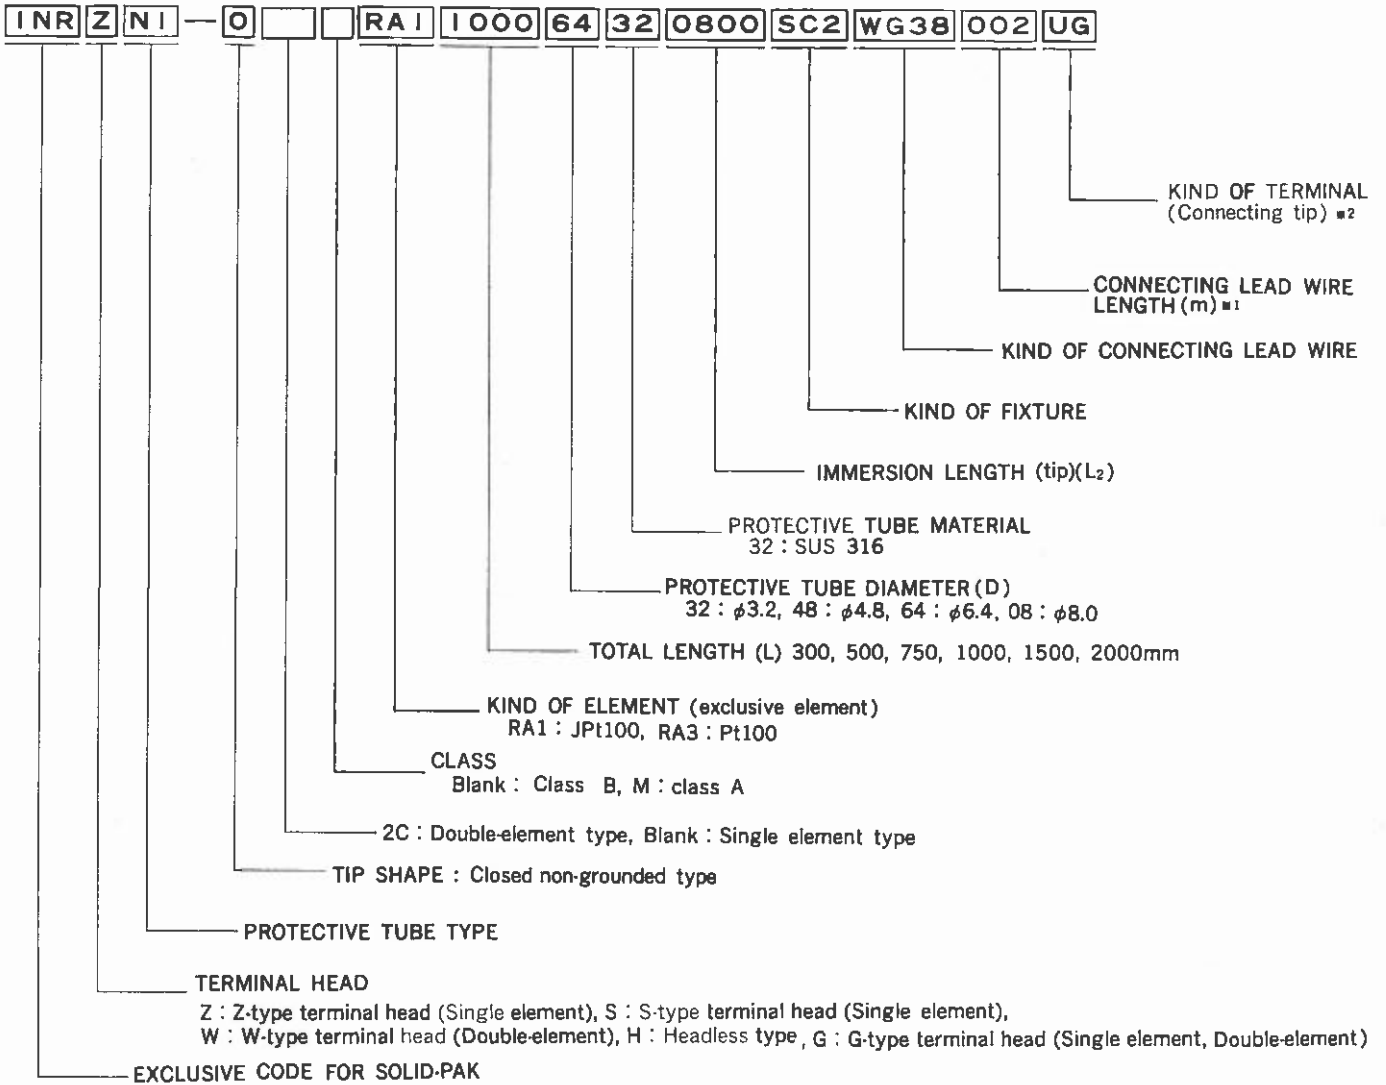 INR Z N1 — O RA1 1000 64 32 0800 SC2 WG38 002 UG
KIND OF TERMINAL
(Connecting tip) ※2
CONNECTING LEAD WIRE
LENGTH (m) ※1
KIND OF CONNECTING LEAD WIRE
KIND OF FIXTURE
IMMERSION LENGTH (tip)(L₂)
PROTECTIVE TUBE MATERIAL
32 : SUS 316
PROTECTIVE TUBE DIAMETER (D)
32 : φ3.2, 48 : φ4.8, 64 : φ6.4, 08 : φ8.0
TOTAL LENGTH (L) 300, 500, 750, 1000, 1500, 2000mm
KIND OF ELEMENT (exclusive element)
RA1 : JPt100, RA3 : Pt100
CLASS
Blank : Class B, M : class A
2C : Double-element type, Blank : Single element type
TIP SHAPE : Closed non-grounded type
PROTECTIVE TUBE TYPE
TERMINAL HEAD
Z : Z-type terminal head (Single element), S : S-type terminal head (Single element),
W : W-type terminal head (Double-element), H : Headless type, G : G-type terminal head (Single element, Double-element)
EXCLUSIVE CODE FOR SOLID-PAK